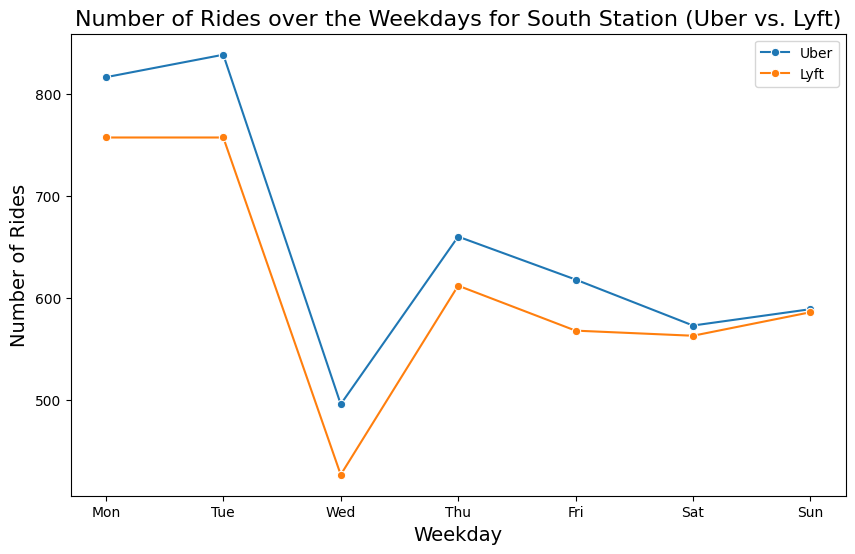 Number of Rides over the Weekdays for South Station (Uber vs. Lyft)
Uber
Lyft
800
700
600
500
Number of Rides
Mon Tue Wed Thu Fri Sat Sun
Weekday